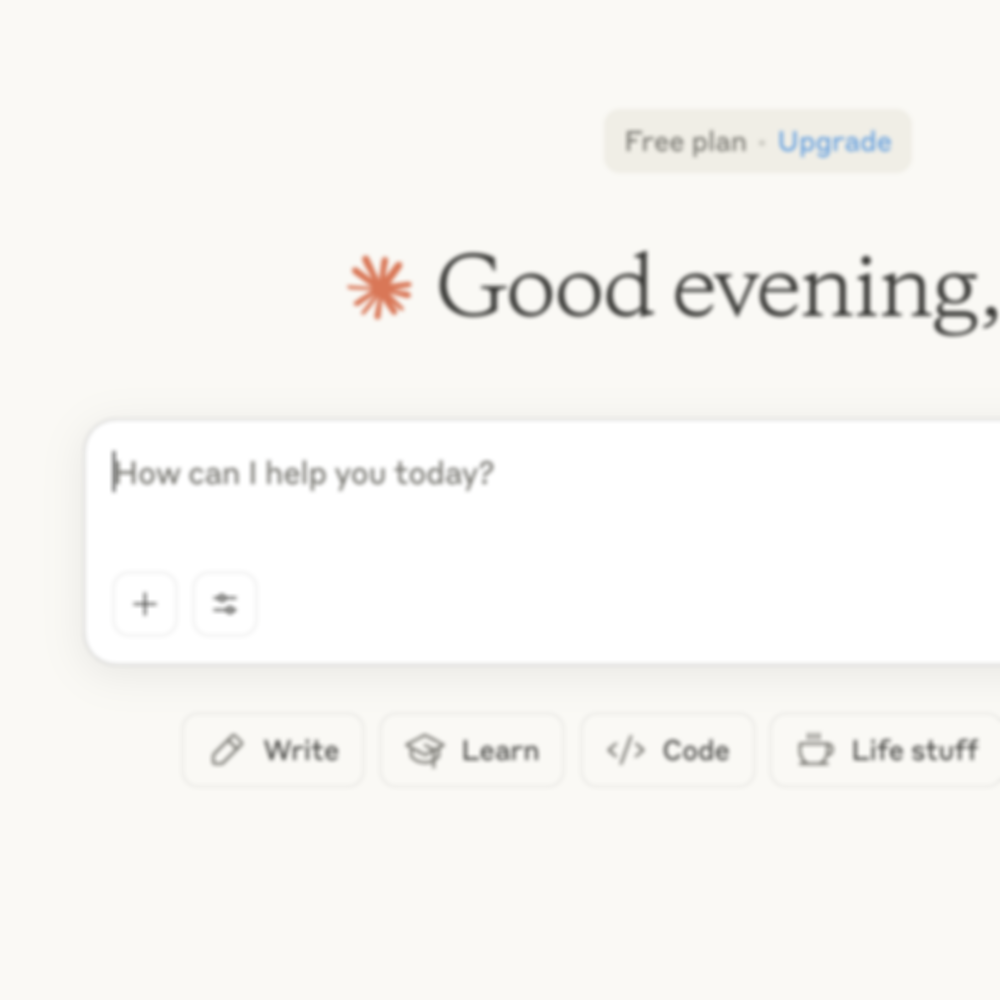 Free plan · Upgrade
Good evening,
How can I help you today?
Write
Learn
Code
Life stuff